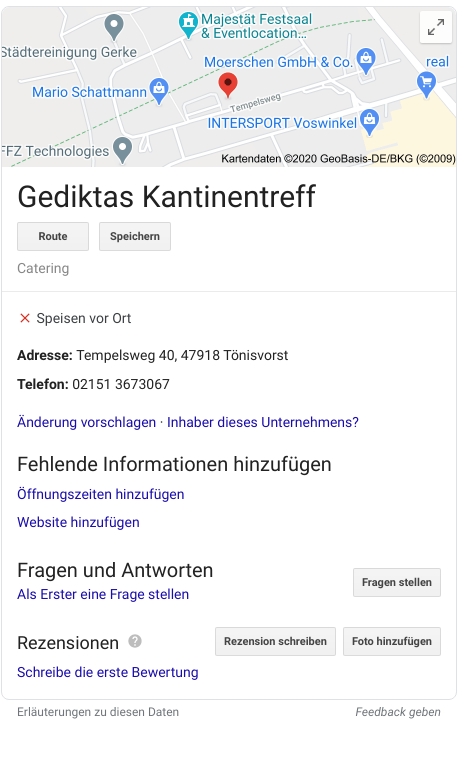 Majestät Festsaal
& Eventlocation...
Städtereinigung Gerke
Moerschen GmbH & Co.
real
Mario Schattmann
Tempelsweg
INTERSPORT Voswinkel
FFZ Technologies
Kartendaten ©2020 GeoBasis-DE/BKG (©2009)
Gediktas Kantinentreff
Route
Speichern
Catering
Speisen vor Ort
Adresse: Tempelsweg 40, 47918 Tönisvorst
Telefon: 02151 3673067
Änderung vorschlagen · Inhaber dieses Unternehmens?
Fehlende Informationen hinzufügen
Öffnungszeiten hinzufügen
Website hinzufügen
Fragen und Antworten
Fragen stellen
Als Erster eine Frage stellen
Rezensionen ?
Rezension schreiben
Foto hinzufügen
Schreibe die erste Bewertung
Erläuterungen zu diesen Daten
Feedback geben